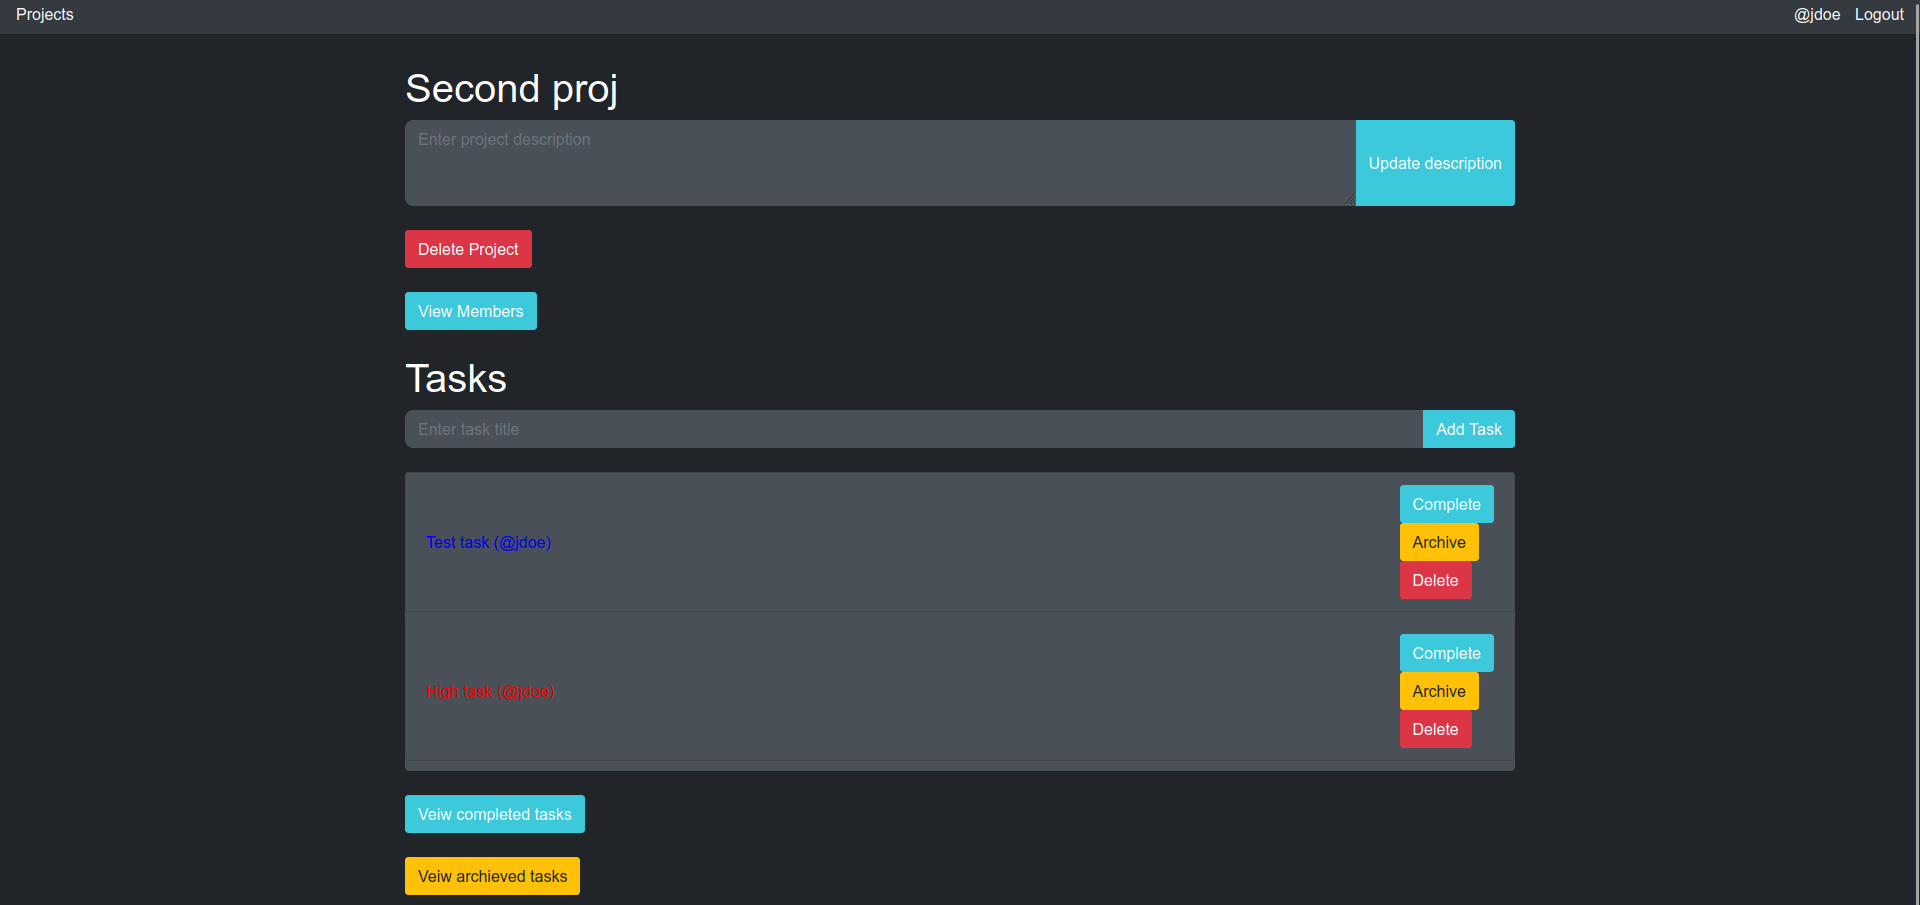 Projects
@jdoe Logout
Second proj
Enter project description
Update description
Delete Project
View Members
Tasks
Enter task title
Add Task
Test task (@jdoe)
Complete
Archive
Delete
High task (@jdoe)
Complete
Archive
Delete
Veiw completed tasks
Veiw archieved tasks